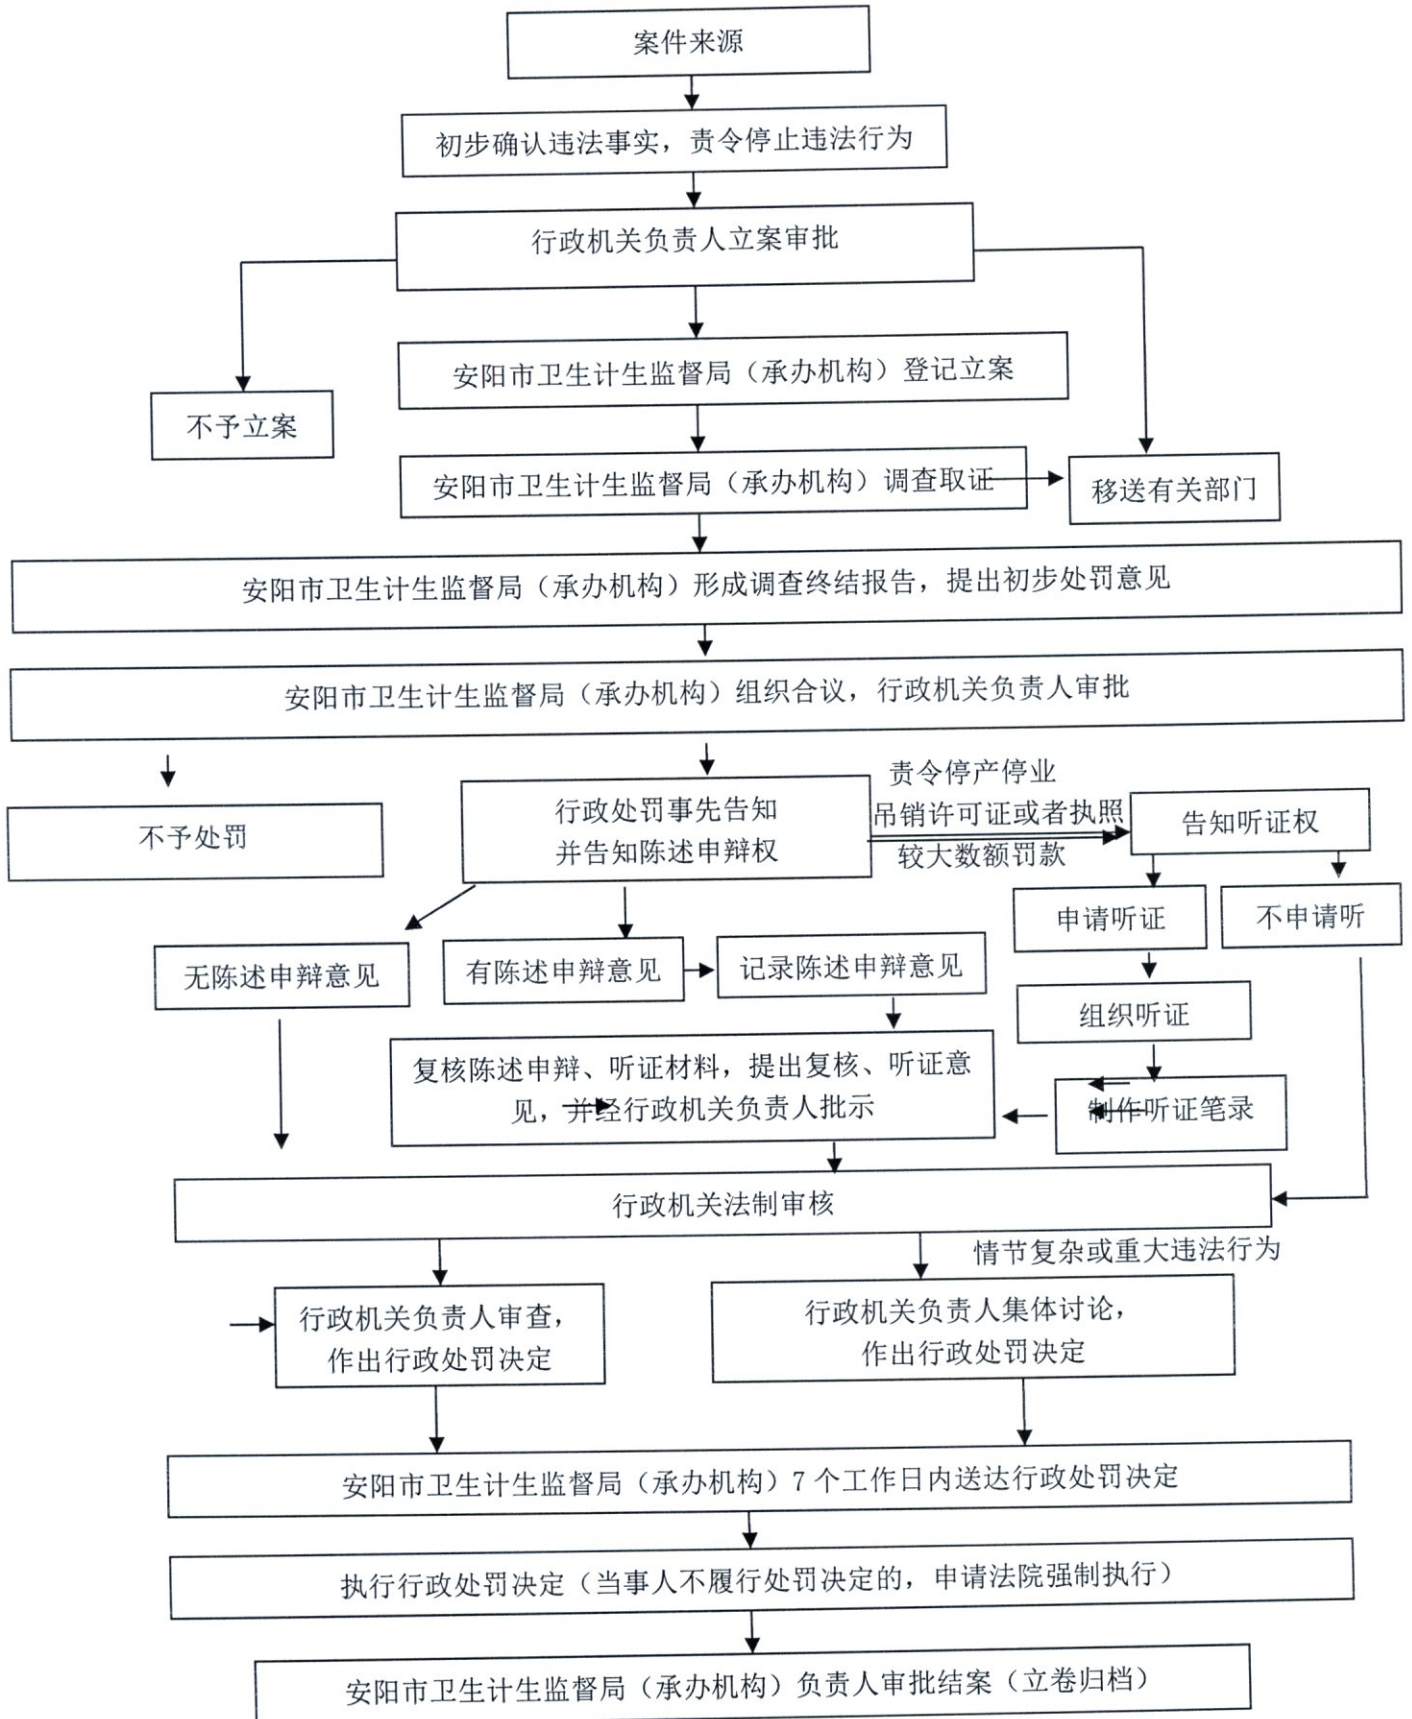 案件来源
初步确认违法事实，责令停止违法行为
行政机关负责人立案审批
安阳市卫生计生监督局（承办机构）登记立案
不予立案
安阳市卫生计生监督局（承办机构）调查取证
移送有关部门
安阳市卫生计生监督局（承办机构）形成调查终结报告，提出初步处罚意见
安阳市卫生计生监督局（承办机构）组织合议，行政机关负责人审批
不予处罚
行政处罚事先告知
并告知陈述申辩权
责令停产停业
吊销许可证或者执照
较大数额罚款
告知听证权
申请听证
不申请听
无陈述申辩意见
有陈述申辩意见
记录陈述申辩意见
组织听证
复核陈述申辩、听证材料，提出复核、听证意
见，并经行政机关负责人批示
制作听证笔录
行政机关法制审核
情节复杂或重大违法行为
行政机关负责人审查，
作出行政处罚决定
行政机关负责人集体讨论，
作出行政处罚决定
安阳市卫生计生监督局（承办机构）7 个工作日内送达行政处罚决定
执行行政处罚决定（当事人不履行处罚决定的，申请法院强制执行）
安阳市卫生计生监督局（承办机构）负责人审批结案（立卷归档）